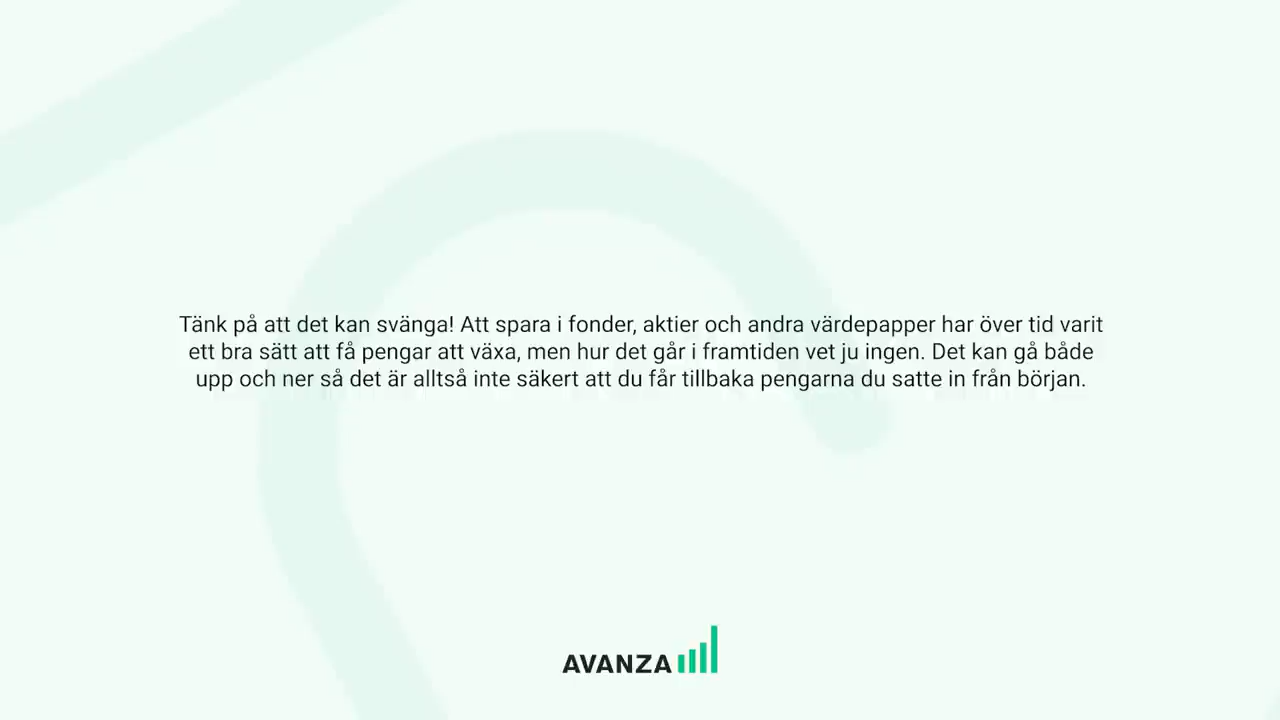 Tänk på att det kan svänga! Att spara i fonder, aktier och andra värdepapper har över tid varit
ett bra sätt att få pengar att växa, men hur det går i framtiden vet ju ingen. Det kan gå både
upp och ner så det är alltså inte säkert att du får tillbaka pengarna du satte in från början.
AVANZA